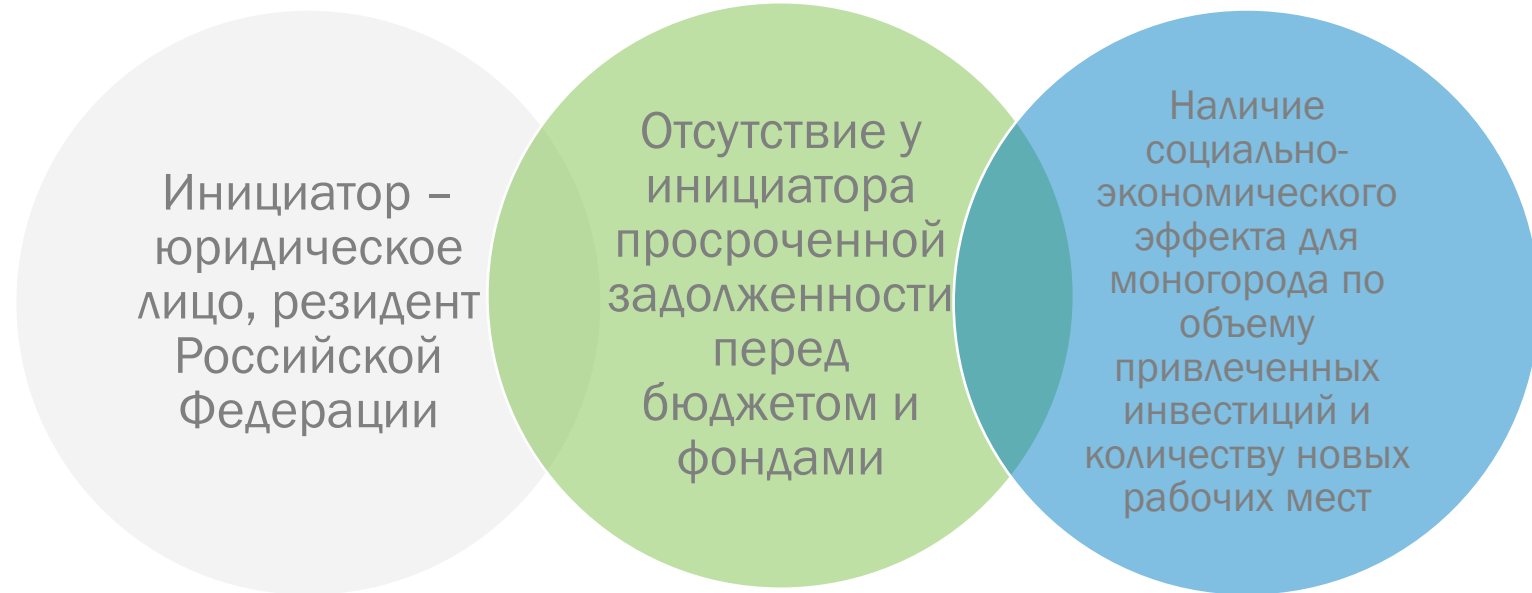 Инициатор –
юридическое
лицо, резидент
Российской
Федерации
Отсутствие у
инициатора
просроченной
задолженности
перед
бюджетом и
фондами
Наличие
социально-
экономического
эффекта для
моногорода по
объему
привлеченных
инвестиций и
количеству новых
рабочих мест